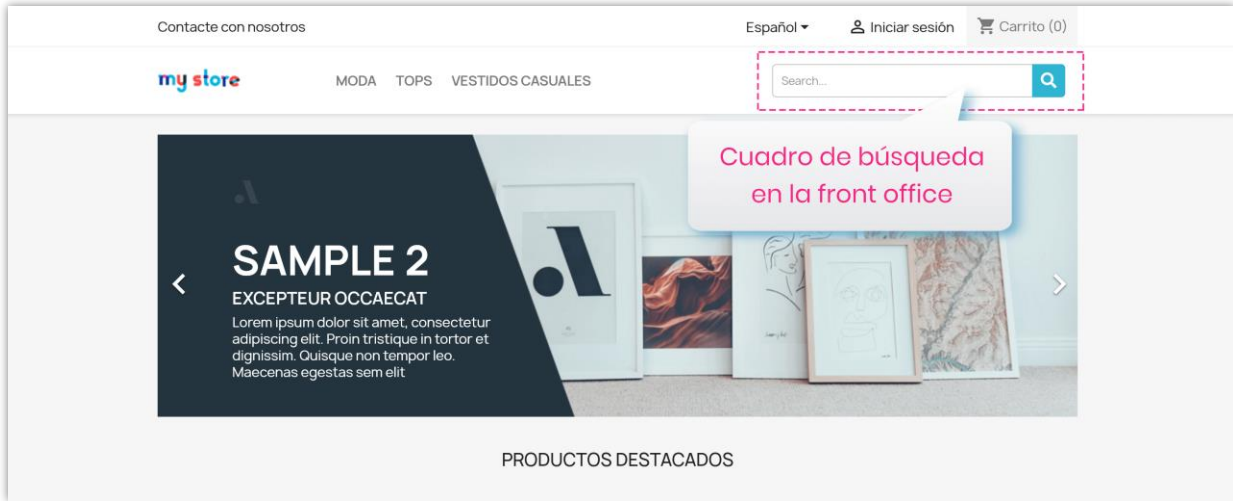 Contacte con nosotros
Español
Iniciar sesión
Carrito (0)
my store
MODA TOPS VESTIDOS CASUALES
Search...
Cuadro de búsqueda
en la front office
SAMPLE 2
EXCEPTEUR OCCAECAT
Lorem ipsum dolor sit amet, consectetur
adipiscing elit. Proin tristique in tortor et
dignissim. Quisque non tempor leo.
Maecenas egestas sem elit
PRODUCTOS DESTACADOS